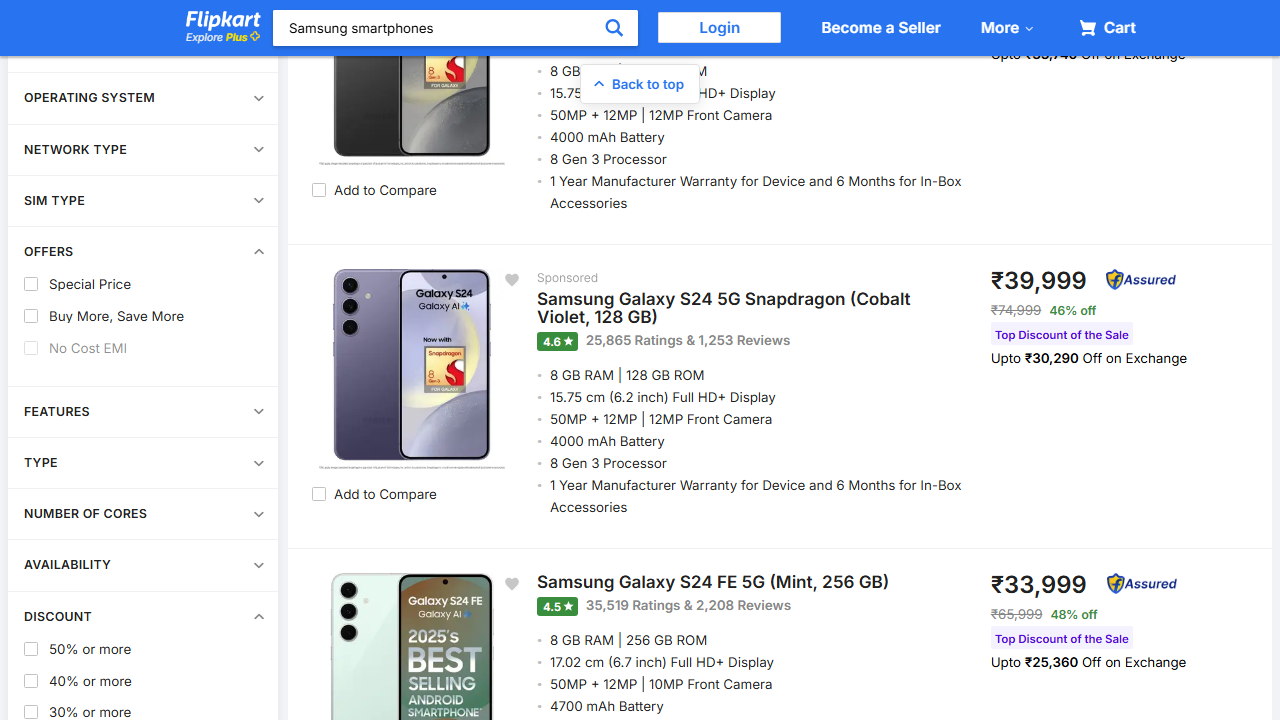 Flipkart
Explore Plus
Samsung smartphones
Login
Become a Seller
More
Cart
OPERATING SYSTEM
NETWORK TYPE
SIM TYPE
OFFERS
Special Price
Buy More, Save More
No Cost EMI
FEATURES
TYPE
NUMBER OF CORES
AVAILABILITY
DISCOUNT
50% or more
40% or more
30% or more
Back to top
8 GB
15.75 HD+ Display
50MP + 12MP | 12MP Front Camera
4000 mAh Battery
8 Gen 3 Processor
1 Year Manufacturer Warranty for Device and 6 Months for In-Box
Accessories
Add to Compare
Off on Exchange
Galaxy S24
Galaxy AI
Now with
Snapdragon
8 Gen 3
FOR GALAXY
Add to Compare
Sponsored
Samsung Galaxy S24 5G Snapdragon (Cobalt
Violet, 128 GB)
4.6
25,865 Ratings & 1,253 Reviews
8 GB RAM | 128 GB ROM
15.75 cm (6.2 inch) Full HD+ Display
50MP + 12MP | 12MP Front Camera
4000 mAh Battery
8 Gen 3 Processor
1 Year Manufacturer Warranty for Device and 6 Months for In-Box
Accessories
₹39,999
Assured
₹74,999 46% off
Top Discount of the Sale
Upto ₹30,290 Off on Exchange
Galaxy S24 FE
Galaxy AI
2025's
BEST
SELLING
ANDROID
SMARTPHONE
Samsung Galaxy S24 FE 5G (Mint, 256 GB)
4.5
35,519 Ratings & 2,208 Reviews
8 GB RAM | 256 GB ROM
17.02 cm (6.7 inch) Full HD+ Display
50MP + 12MP | 10MP Front Camera
4700 mAh Battery
₹33,999
Assured
₹65,999 48% off
Top Discount of the Sale
Upto ₹25,360 Off on Exchange